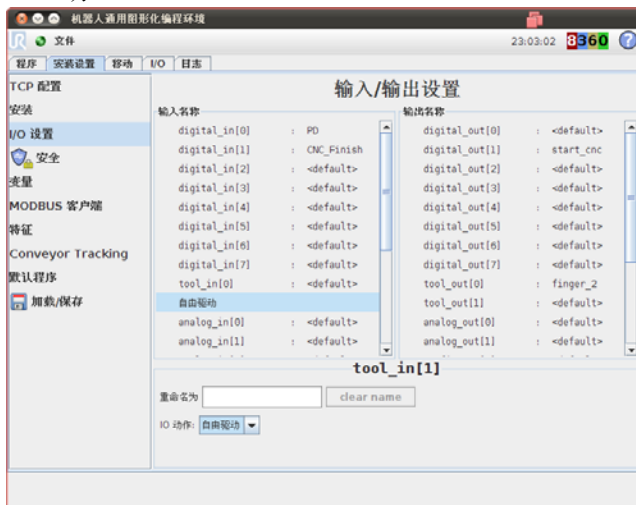 机器人通用图形化编程环境
文件
23:03:02 8360 ?
程序 安装设置 移动 I/O 日志
TCP 配置
安装
I/O 设置
安全
变量
MODBUS 客户端
特征
Conveyor Tracking
默认程序
加载/保存
输入/输出设置
输入名称
digital_in[0] : PD
digital_in[1] : CNC_Finish
digital_in[2] : <default>
digital_in[3] : <default>
digital_in[4] : <default>
digital_in[5] : <default>
digital_in[6] : <default>
digital_in[7] : <default>
tool_in[0] : <default>
自由驱动
analog_in[0] : <default>
analog_in[1] : <default>
输出名称
digital_out[0] : <default>
digital_out[1] : start_cnc
digital_out[2] : <default>
digital_out[3] : <default>
digital_out[4] : <default>
digital_out[5] : <default>
digital_out[6] : <default>
digital_out[7] : <default>
tool_out[0] : finger_2
tool_out[1] : <default>
analog_out[0] : <default>
analog_out[1] : <default>
tool_in[1]
重命名为
clear name
IO 动作: 自由驱动